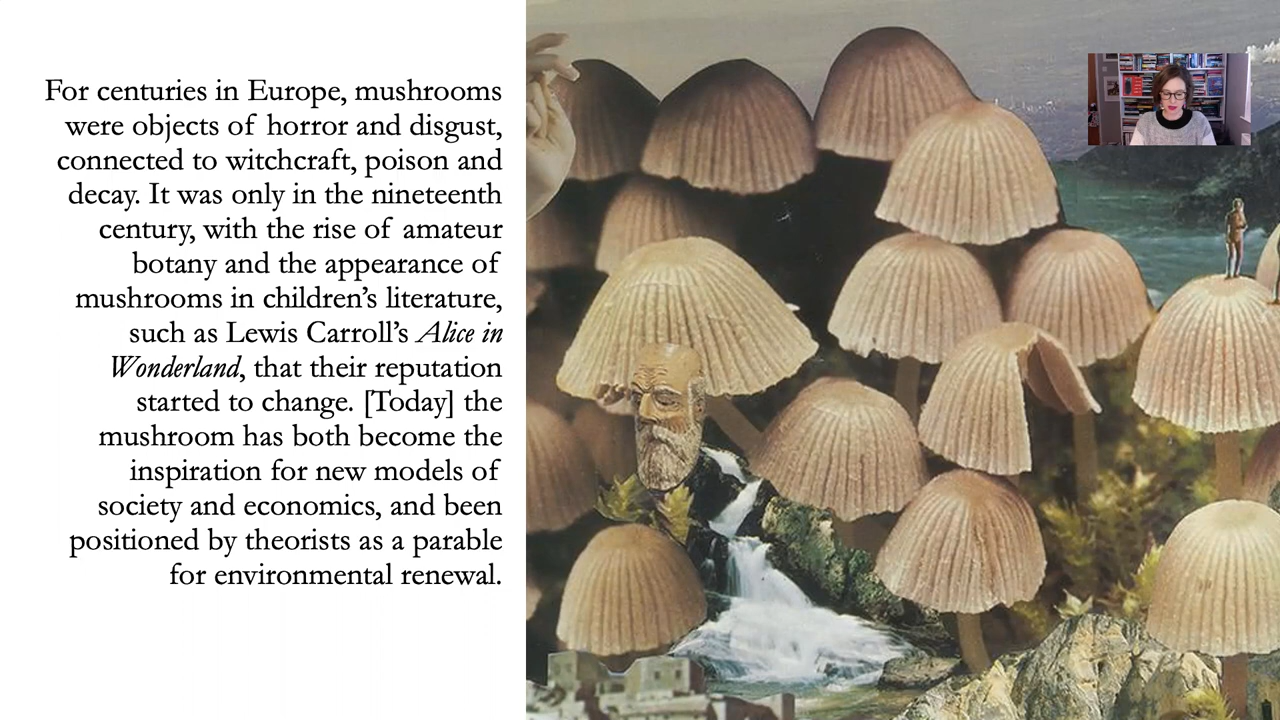 For centuries in Europe, mushrooms
were objects of horror and disgust,
connected to witchcraft, poison and
decay. It was only in the nineteenth
century, with the rise of amateur
botany and the appearance of
mushrooms in children’s literature,
such as Lewis Carroll’s Alice in
Wonderland, that their reputation
started to change. [Today] the
mushroom has both become the
inspiration for new models of
society and economics, and been
positioned by theorists as a parable
for environmental renewal.